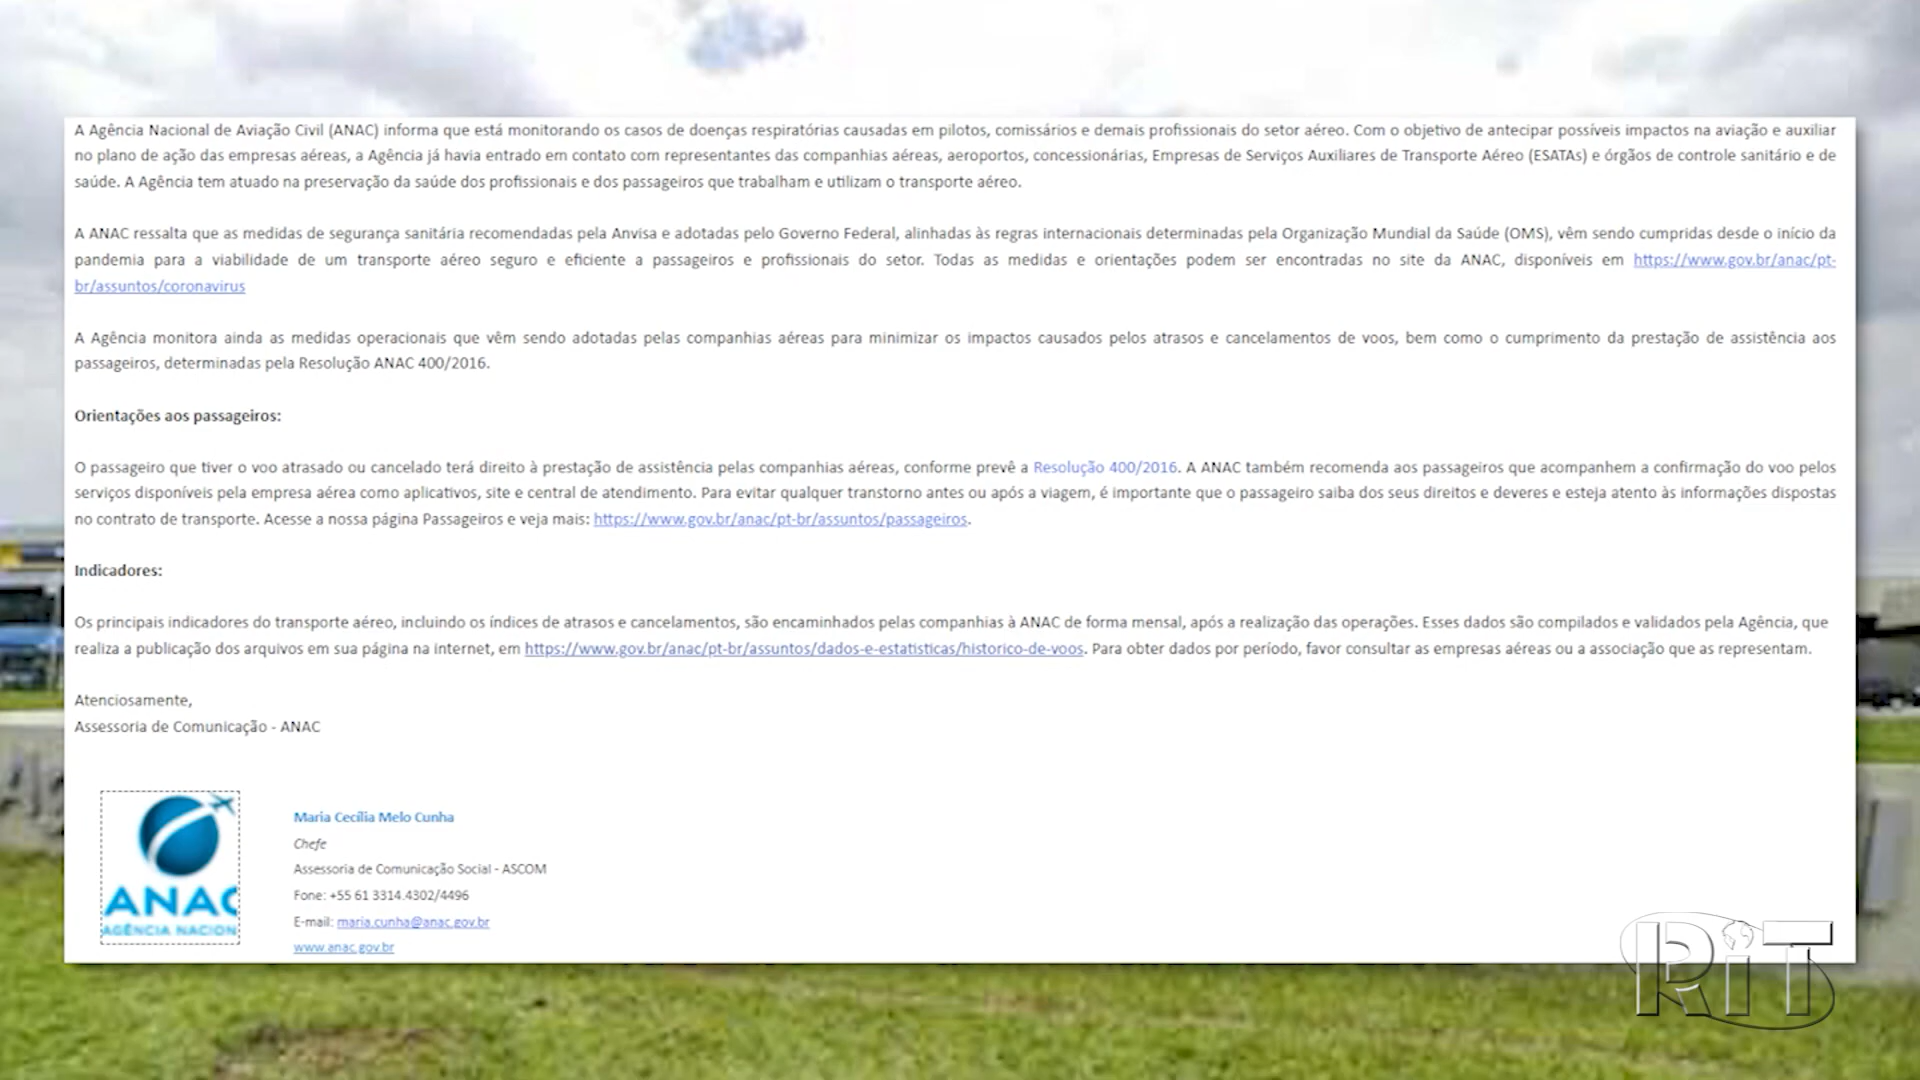 A Agência Nacional de Aviação Civil (ANAC) informa que está monitorando os casos de doenças respiratórias causadas em pilotos, comissários e demais profissionais do setor aéreo. Com o objetivo de antecipar possíveis impactos na aviação e auxiliar
no plano de ação das empresas aéreas, a Agência já havia entrado em contato com representantes das companhias aéreas, aeroportos, concessionárias, Empresas de Serviços Auxiliares de Transporte Aéreo (ESATAs) e órgãos de controle sanitário e de
saúde. A Agência tem atuado na preservação da saúde dos profissionais e dos passageiros que trabalham e utilizam o transporte aéreo.
A ANAC ressalta que as medidas de segurança sanitária recomendadas pela Anvisa e adotadas pelo Governo Federal, alinhadas às regras internacionais determinadas pela Organização Mundial da Saúde (OMS), vêm sendo cumpridas desde o início da
pandemia para a viabilidade de um transporte aéreo seguro e eficiente a passageiros e profissionais do setor. Todas as medidas e orientações podem ser encontradas no site da ANAC, disponíveis em https://www.gov.br/anac/pt-
br/assuntos/coronavirus
A Agência monitora ainda as medidas operacionais que vêm sendo adotadas pelas companhias aéreas para minimizar os impactos causados pelos atrasos e cancelamentos de voos, bem como o cumprimento da prestação de assistência aos
passageiros, determinadas pela Resolução ANAC 400/2016.
Orientações aos passageiros:
O passageiro que tiver o voo atrasado ou cancelado terá direito à prestação de assistência pelas companhias aéreas, conforme prevê a Resolução 400/2016. A ANAC também recomenda aos passageiros que acompanhem a confirmação do voo pelos
serviços disponíveis pela empresa aérea como aplicativos, site e central de atendimento. Para evitar qualquer transtorno antes ou após a viagem, é importante que o passageiro saiba dos seus direitos e deveres e esteja atento às informações dispostas
no contrato de transporte. Acesse a nossa página Passageiros e veja mais: https://www.gov.br/anac/pt-br/assuntos/passageiros.
Indicadores:
Os principais indicadores do transporte aéreo, incluindo os índices de atrasos e cancelamentos, são encaminhados pelas companhias à ANAC de forma mensal, após a realização das operações. Esses dados são compilados e validados pela Agência, que
realiza a publicação dos arquivos em sua página na internet, em https://www.gov.br/anac/pt-br/assuntos/dados-e-estatisticas/historico-de-voos. Para obter dados por período, favor consultar as empresas aéreas ou a associação que as representam.
Atenciosamente,
Assessoria de Comunicação - ANAC
ANAC
AGÊNCIA NACION
Maria Cecília Melo Cunha
Chefe
Assessoria de Comunicação Social - ASCOM
Fone: +55 61 3314.4302/4496
E-mail: maria.cunha@anac.gov.br
www.anac.gov.br
RiT